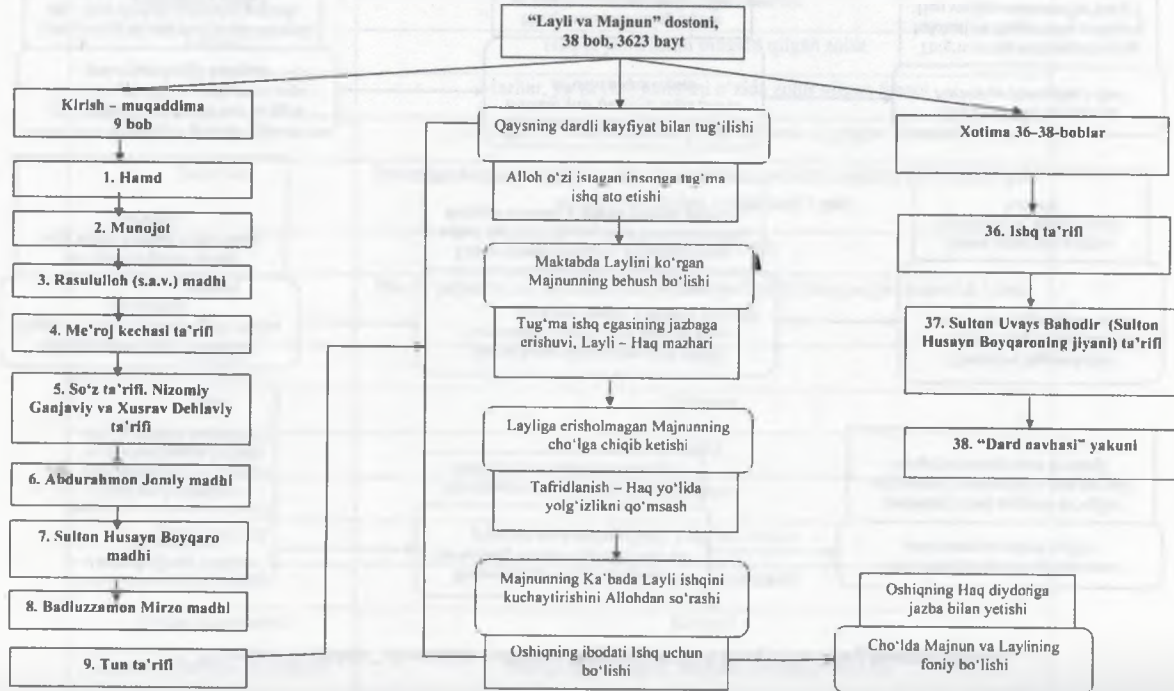 “Layli va Majnun” dostoni,
38 bob, 3623 bayt
Kirish – muqaddima
9 bob
1. Hamd
2. Munojot
3. Rasululloh (s.a.v.) madhi
4. Me’roj kechasi ta’rifi
5. So‘z ta’rifi. Nizomiy
Ganjaviy va Xusrav Dehlaviy
ta’rifi
6. Abdurahmon Jomiy madhi
7. Sulton Husayn Boyqaro
madhi
8. Badiuzzamon Mirzo madhi
9. Tun ta’rifi
Qaysning dardli kayfiyat bilan tug‘ilishi
Alloh o‘zi istagan insonga tug‘ma
ishq ato etishi
Maktabda Laylini ko‘rgan
Majnunning behush bo‘lishi
Tug‘ma ishq egasining jazbaga
erishuvi, Layli – Haq mazhari
Layliga erisholmagan Majnunning
cho‘lga chiqib ketishi
Tafridlanish – Haq yo‘lida
yolg‘izlikni qo‘msash
Majnunning Ka’bada Layli ishqini
kuchaytirishini Allohdan so‘rashi
Oshiqning ibodati Ishq uchun
bo‘lishi
Oshiqning Haq diydoriga
jazba bilan yetishi
Cho‘lda Majnun va Laylining
foniy bo‘lishi
Xotima 36–38-boblar
36. Ishq ta’rifi
37. Sulton Uvays Bahodir (Sulton
Husayn Boyqaroning jiyani) ta’rifi
38. “Dard navhasi” yakuni